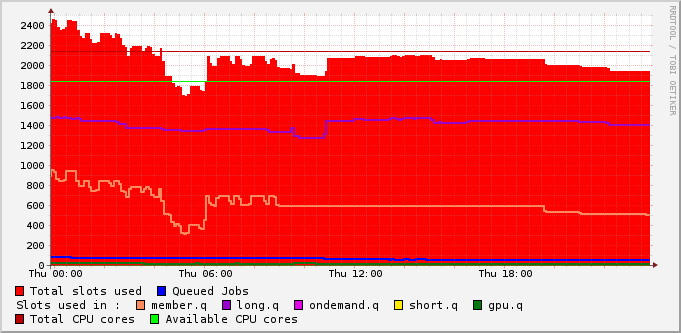 2400
2200
2000
1800
1600
1400
1200
1000
800
600
400
200
0
Thu 00:00 Thu 06:00 Thu 12:00 Thu 18:00
Total slots used Queued Jobs
Slots used in : member.q long.q ondemand.q short.q gpu.q
Total CPU cores Available CPU cores
RRDTOOL / TOBI OETIKER